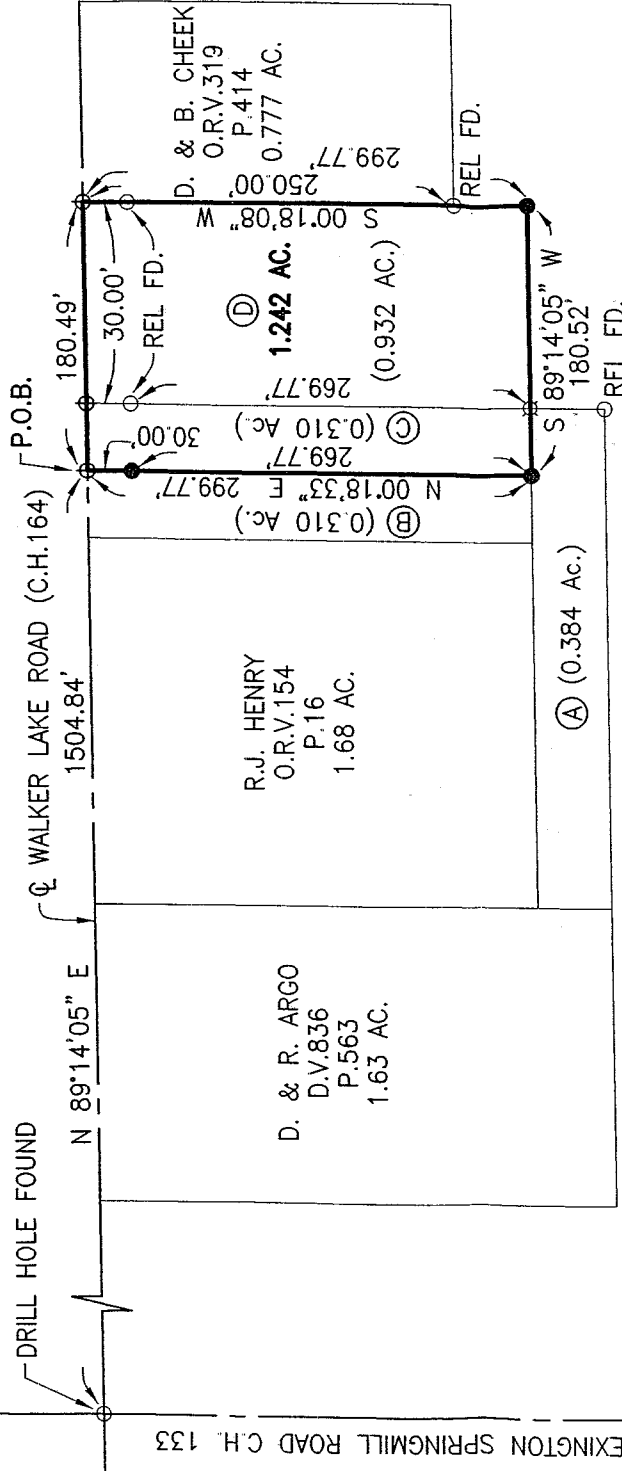 DRILL HOLE FOUND
N 89°14'05" E
℄ WALKER LAKE ROAD (C.H.164)
1504.84'
P.O.B.
180.49'
30.00'
REL FD.
30.00'
N 00°18'33" E 299.77'
269.77'
Ⓑ (0.310 Ac.)
Ⓒ (0.310 Ac.)
269.77'
Ⓓ
1.242 AC.
(0.932 AC.)
S 00°18'08" W
250.00'
299.77'
D. & B. CHEEK
O.R.V.319
P.414
0.777 AC.
REL FD.
S 89°14'05" W
180.52'
REL FD.
R.J. HENRY
O.R.V.154
P.16
1.68 AC.
Ⓐ (0.384 Ac.)
D. & R. ARGO
D.V.836
P.563
1.63 AC.
EXINGTON SPRINGMILL ROAD C.H. 133